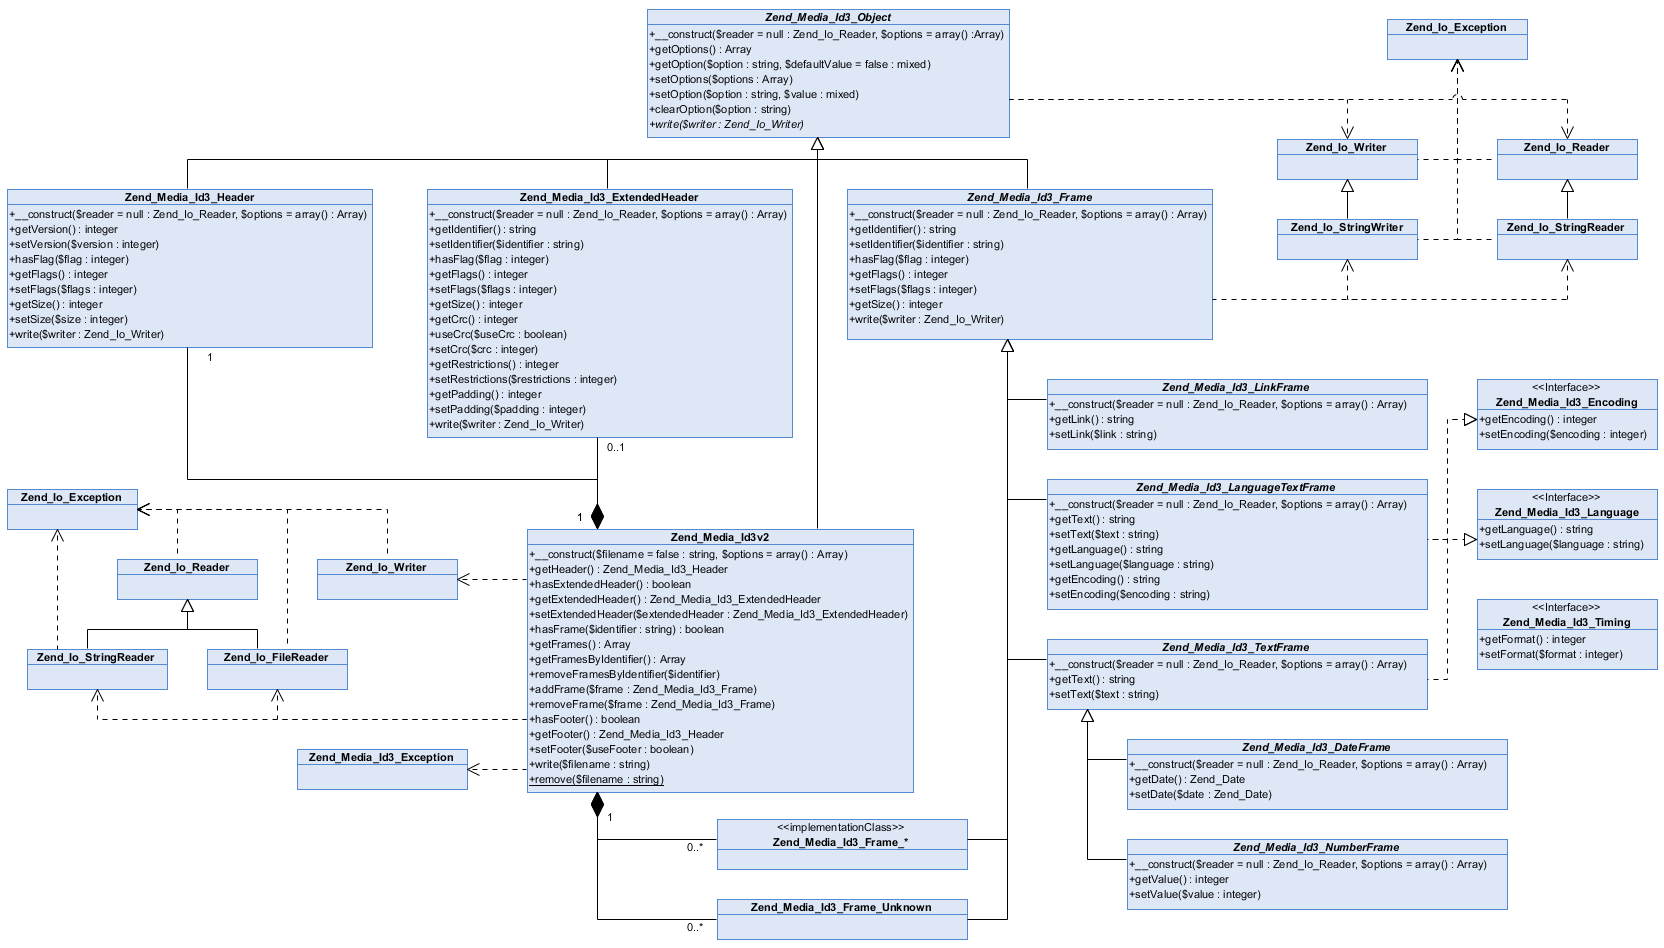 Zend_Media_Id3_Object
+__construct($reader = null : Zend_Io_Reader, $options = array() :Array)
+getOptions() : Array
+getOption($option : string, $defaultValue = false : mixed)
+setOptions($options : Array)
+setOption($option : string, $value : mixed)
+clearOption($option : string)
+write($writer : Zend_Io_Writer)
Zend_Io_Exception
Zend_Io_Writer
Zend_Io_Reader
Zend_Io_StringWriter
Zend_Io_StringReader
Zend_Media_Id3_Header
+__construct($reader = null : Zend_Io_Reader, $options = array() : Array)
+getVersion() : integer
+setVersion($version : integer)
+hasFlag($flag : integer)
+getFlags() : integer
+setFlags($flags : integer)
+getSize() : integer
+setSize($size : integer)
+write($writer : Zend_Io_Writer)
1
Zend_Media_Id3_ExtendedHeader
+__construct($reader = null : Zend_Io_Reader, $options = array() : Array)
+getIdentifier() : string
+setIdentifier($identifier : string)
+hasFlag($flag : integer)
+getFlags() : integer
+setFlags($flags : integer)
+getSize() : integer
+getCrc() : integer
+useCrc($useCrc : boolean)
+setCrc($crc : integer)
+getRestrictions() : integer
+setRestrictions($restrictions : integer)
+getPadding() : integer
+setPadding($padding : integer)
+write($writer : Zend_Io_Writer)
0..1
Zend_Media_Id3_Frame
+__construct($reader = null : Zend_Io_Reader, $options = array() : Array)
+getIdentifier() : string
+setIdentifier($identifier : string)
+hasFlag($flag : integer)
+getFlags() : integer
+setFlags($flags : integer)
+getSize() : integer
+write($writer : Zend_Io_Writer)
Zend_Media_Id3_LinkFrame
+__construct($reader = null : Zend_Io_Reader, $options = array() : Array)
+getLink() : string
+setLink($link : string)
<<Interface>>
Zend_Media_Id3_Encoding
+getEncoding() : integer
+setEncoding($encoding : integer)
Zend_Media_Id3_LanguageTextFrame
+__construct($reader = null : Zend_Io_Reader, $options = array() : Array)
+getText() : string
+setText($text : string)
+getLanguage() : string
+setLanguage($language : string)
+getEncoding() : string
+setEncoding($encoding : string)
<<Interface>>
Zend_Media_Id3_Language
+getLanguage() : string
+setLanguage($language : string)
<<Interface>>
Zend_Media_Id3_Timing
+getFormat() : integer
+setFormat($format : integer)
Zend_Io_Exception
Zend_Io_Reader
Zend_Io_Writer
Zend_Io_StringReader
Zend_Io_FileReader
Zend_Media_Id3_Exception
1
Zend_Media_Id3v2
+__construct($filename = false : string, $options = array() : Array)
+getHeader() : Zend_Media_Id3_Header
+hasExtendedHeader() : boolean
+getExtendedHeader() : Zend_Media_Id3_ExtendedHeader
+setExtendedHeader($extendedHeader : Zend_Media_Id3_ExtendedHeader)
+hasFrame($identifier : string) : boolean
+getFrames() : Array
+getFramesByIdentifier() : Array
+removeFramesByIdentifier($identifier)
+addFrame($frame : Zend_Media_Id3_Frame)
+removeFrame($frame : Zend_Media_Id3_Frame)
+hasFooter() : boolean
+getFooter() : Zend_Media_Id3_Header
+setFooter($useFooter : boolean)
+write($filename : string)
+remove($filename : string)
1
Zend_Media_Id3_TextFrame
+__construct($reader = null : Zend_Io_Reader, $options = array() : Array)
+getText() : string
+setText($text : string)
Zend_Media_Id3_DateFrame
+__construct($reader = null : Zend_Io_Reader, $options = array() : Array)
+getDate() : Zend_Date
+setDate($date : Zend_Date)
<<implementationClass>>
Zend_Media_Id3_Frame_*
0..*
Zend_Media_Id3_NumberFrame
+__construct($reader = null : Zend_Io_Reader, $options = array() : Array)
+getValue() : integer
+setValue($value : integer)
Zend_Media_Id3_Frame_Unknown
0..*